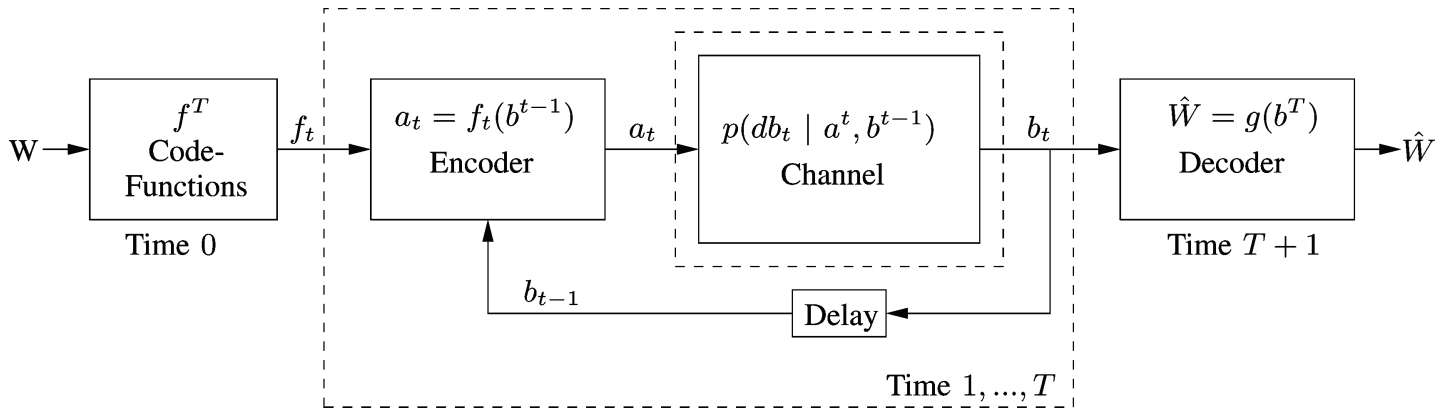 W
f^T
Code-
Functions
Time 0
f_t
a_t = f_t(b^{t−1})
Encoder
a_t
p(db_t | a^t, b^{t−1})
Channel
b_t
Ŵ = g(b^T)
Decoder
Time T + 1
Ŵ
b_{t−1}
Delay
Time 1, ..., T